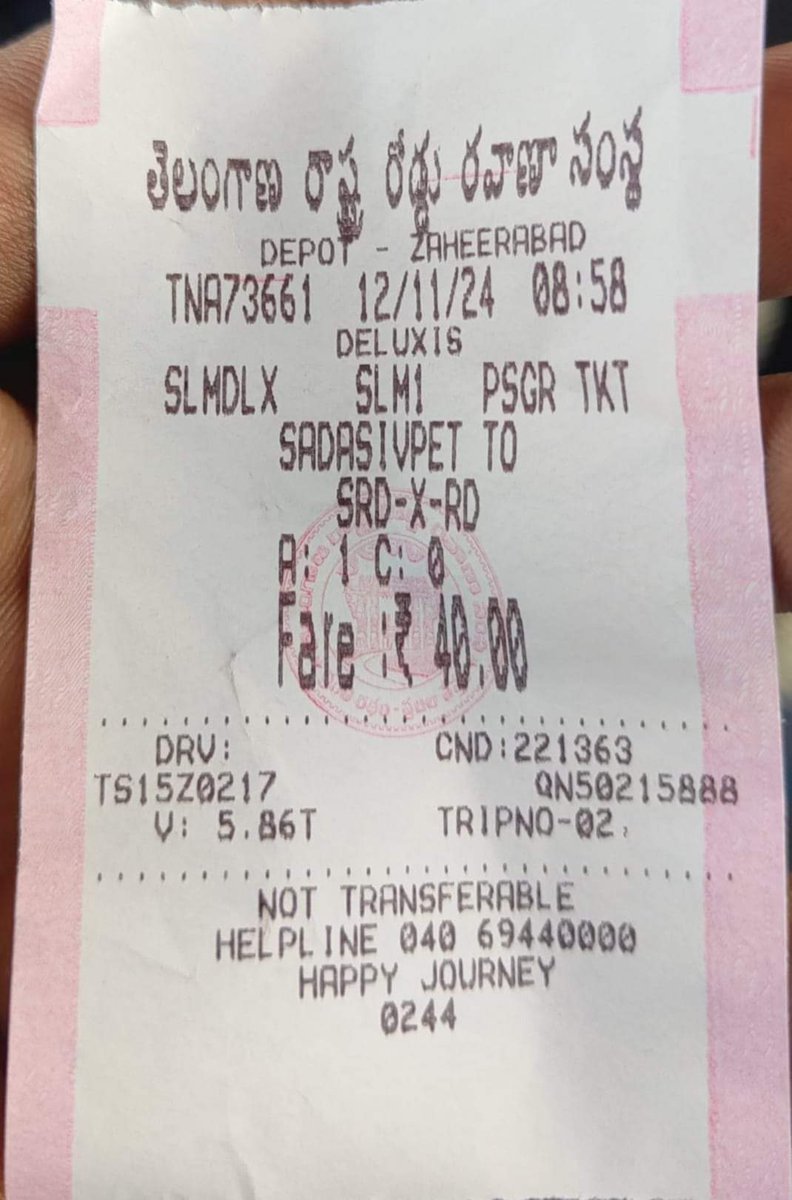 తెలంగాణ రాష్ట్ర రోడ్డు రవాణా సంస్థ
DEPOT - ZAHEERABAD
TNA73661 12/11/24 08:58
DELUXIS
SLMDLX SLM1 PSGR TKT
SADASIVPET TO
SRD-X-RD
A: 1 C: 0
Fare :₹ 40.00
DRV: CND:221363
TS15Z0217 QN50215888
V: 5.86T TRIPNO-02
NOT TRANSFERABLE
HELPLINE 040 69440000
HAPPY JOURNEY
0244